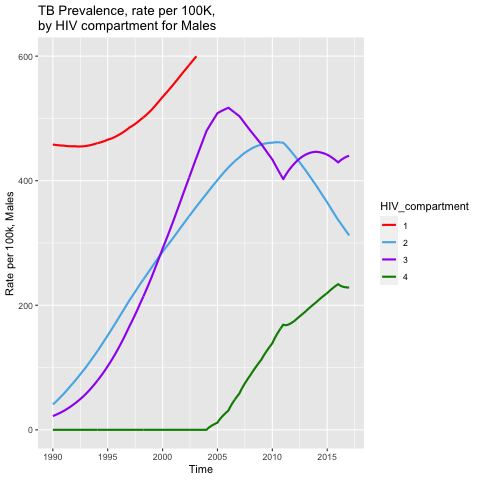 TB Prevalence, rate per 100K,
by HIV compartment for Males
600
400
200
0
Rate per 100k, Males
1990 1995 2000 2005 2010 2015
Time
HIV_compartment
1
2
3
4